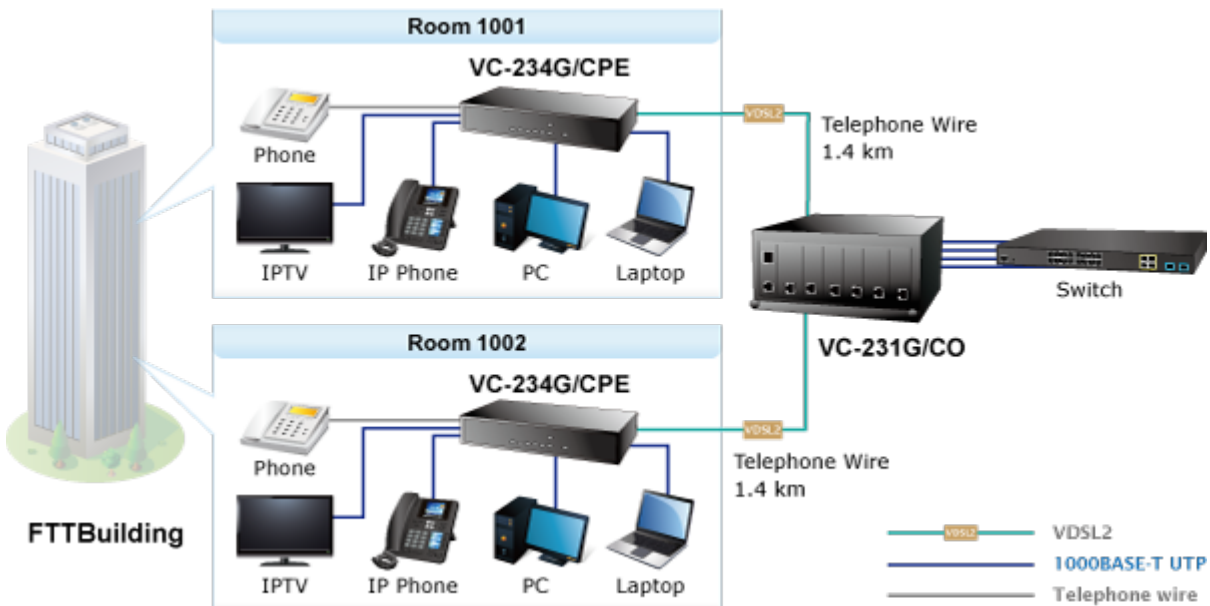 Room 1001
VC-234G/CPE
Phone
IPTV
IP Phone
PC
Laptop
VDSL2
Telephone Wire
1.4 km
Switch
VC-231G/CO
Room 1002
VC-234G/CPE
Phone
IPTV
IP Phone
PC
Laptop
VDSL2
Telephone Wire
1.4 km
FTTBuilding
VDSL2
VDSL2
1000BASE-T UTP
Telephone wire